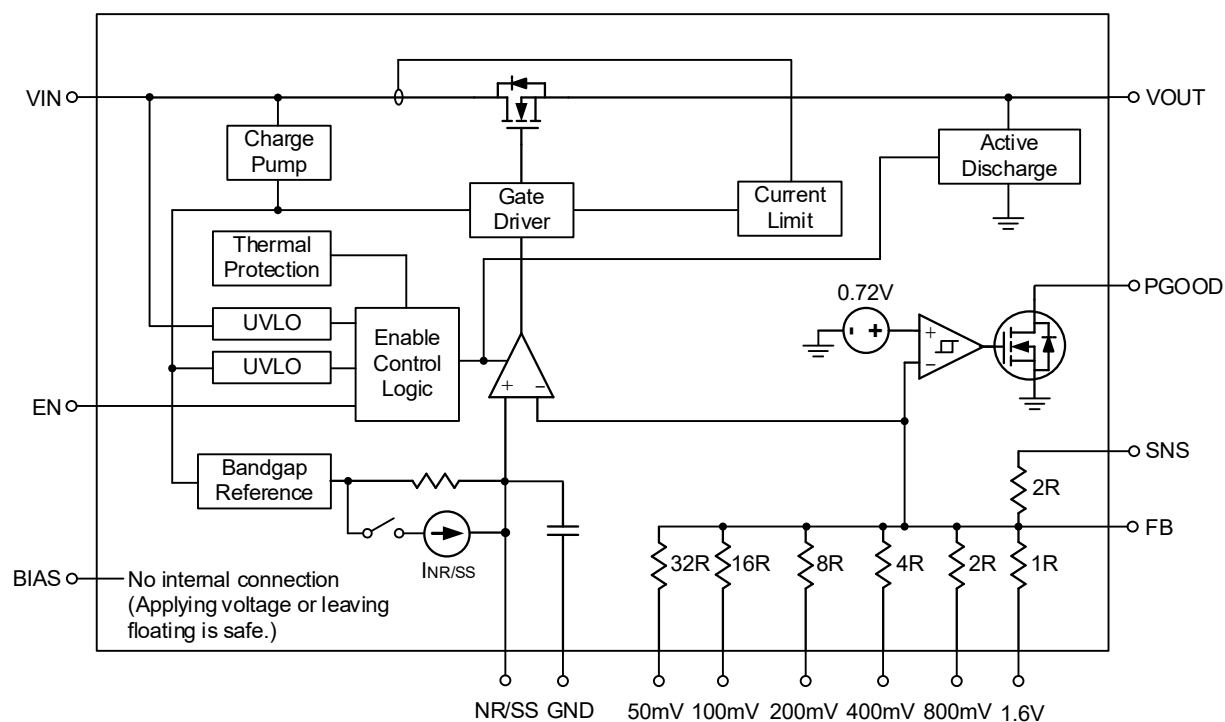 VIN
VOUT
Charge
Pump
Active
Discharge
Gate
Driver
Current
Limit
Thermal
Protection
0.72V
PGOOD
- +
+
−
UVLO
UVLO
Enable
Control
Logic
+ −
EN
SNS
2R
Bandgap
Reference
FB
32R 16R 8R 4R 2R 1R
INR/SS
BIAS
No internal connection
(Applying voltage or leaving
floating is safe.)
NR/SS GND 50mV 100mV 200mV 400mV 800mV 1.6V